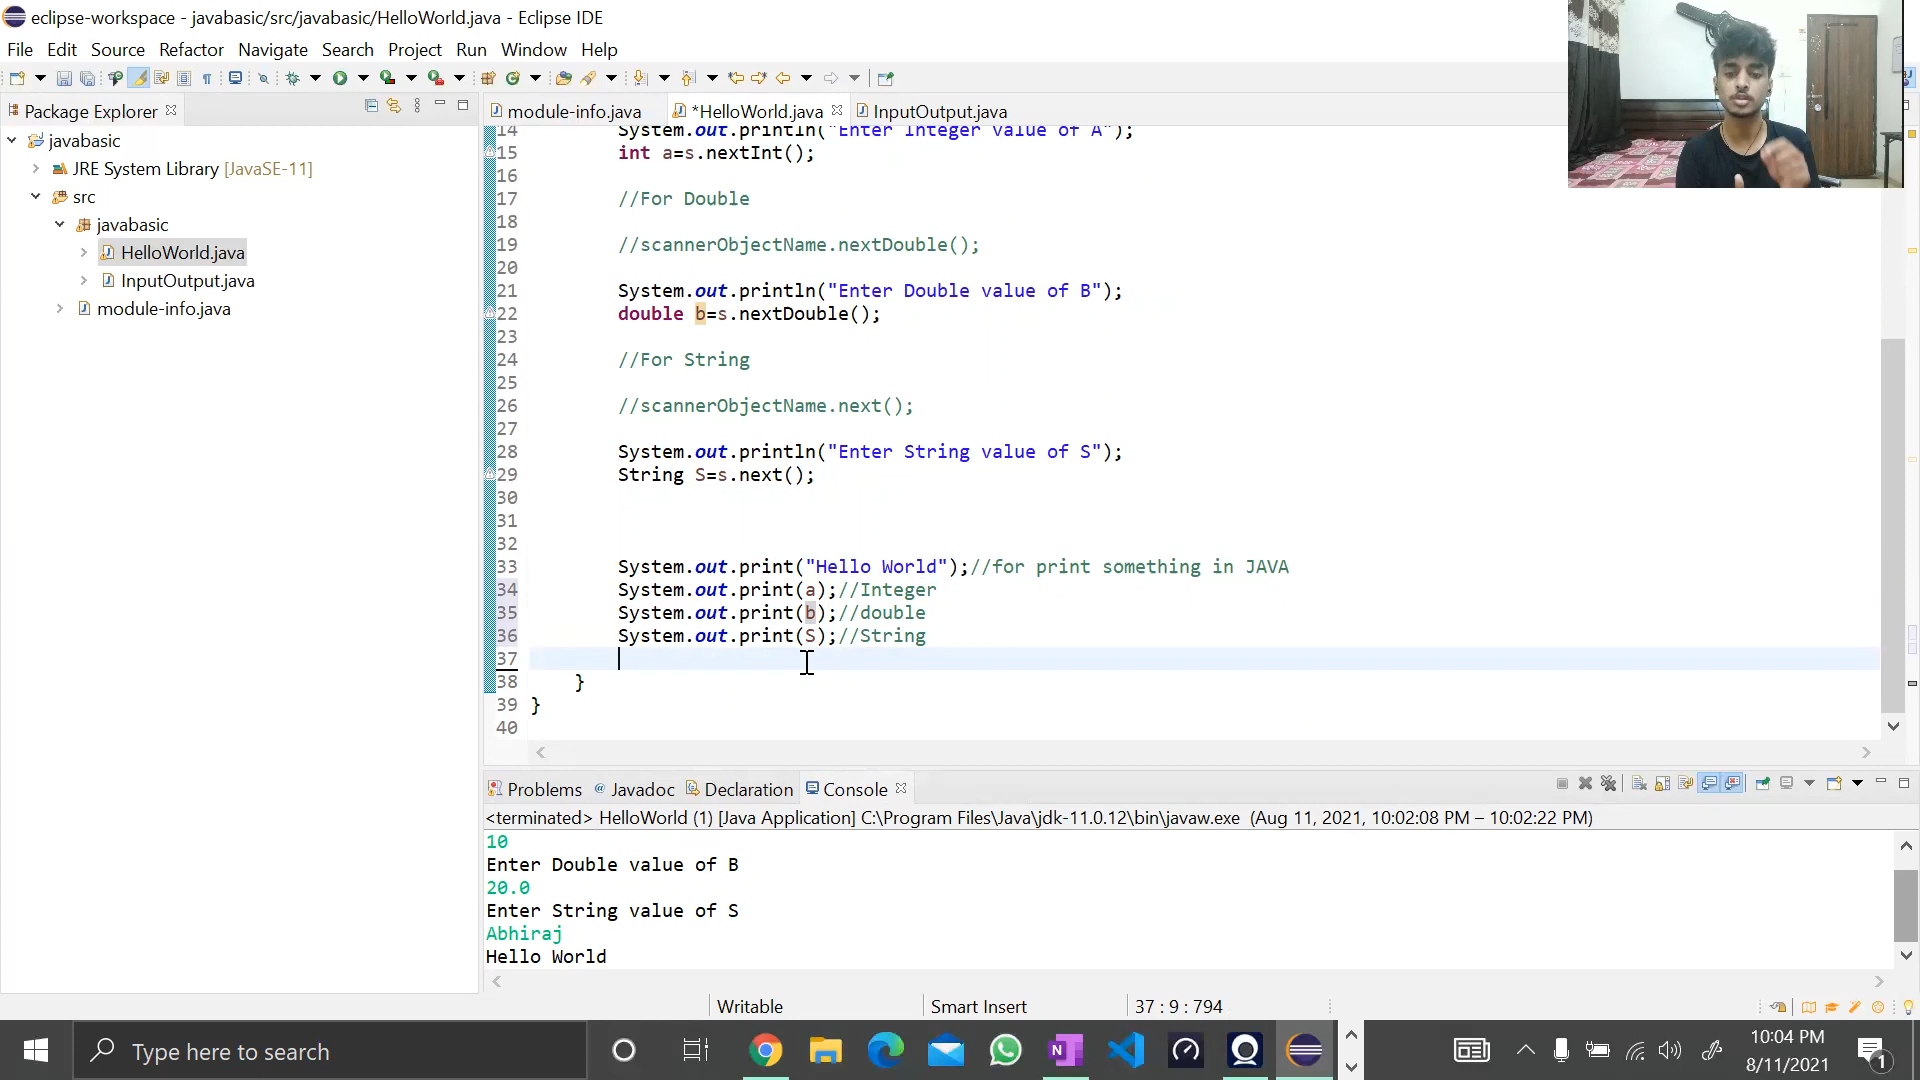 eclipse-workspace - javabasic/src/javabasic/HelloWorld.java - Eclipse IDE
File Edit Source Refactor Navigate Search Project Run Window Help
Package Explorer
module-info.java *HelloWorld.java InputOutput.java
javabasic
JRE System Library [JavaSE-11]
src
javabasic
HelloWorld.java
InputOutput.java
module-info.java
14 System.out.println("Enter Integer value of A");
15 int a=s.nextInt();
16
17 //For Double
18
19 //scannerObjectName.nextDouble();
20
21 System.out.println("Enter Double value of B");
22 double b=s.nextDouble();
23
24 //For String
25
26 //scannerObjectName.next();
27
28 System.out.println("Enter String value of S");
29 String S=s.next();
30
31
32
33 System.out.print("Hello World");//for print something in JAVA
34 System.out.print(a);//Integer
35 System.out.print(b);//double
36 System.out.print(S);//String
37
38 }
39 }
40
Problems @ Javadoc Declaration Console
<terminated> HelloWorld (1) [Java Application] C:\Program Files\Java\jdk-11.0.12\bin\javaw.exe (Aug 11, 2021, 10:02:08 PM – 10:02:22 PM)
10
Enter Double value of B
20.0
Enter String value of S
Abhiraj
Hello World
Writable Smart Insert 37 : 9 : 794
Type here to search
10:04 PM
8/11/2021
1